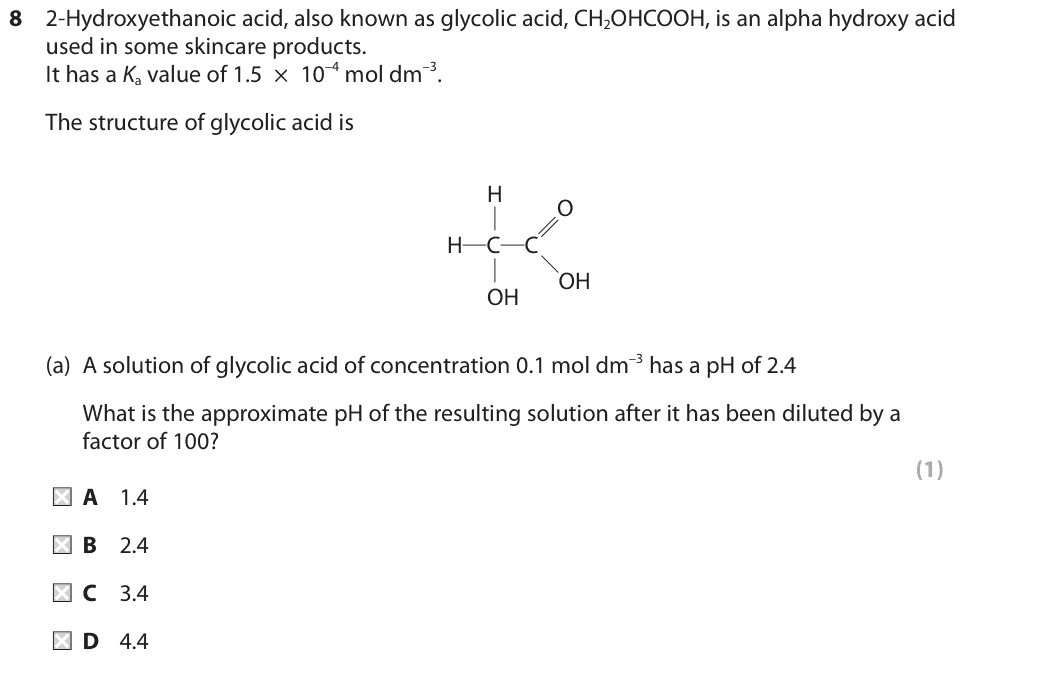 8 2-Hydroxyethanoic acid, also known as glycolic acid, CH₂OHCOOH, is an alpha hydroxy acid
used in some skincare products.
It has a Kₐ value of 1.5 × 10⁻⁴ mol dm⁻³.
The structure of glycolic acid is
H
O
H—C—C
OH
OH
(a) A solution of glycolic acid of concentration 0.1 mol dm⁻³ has a pH of 2.4
What is the approximate pH of the resulting solution after it has been diluted by a
factor of 100?
(1)
A 1.4
B 2.4
C 3.4
D 4.4